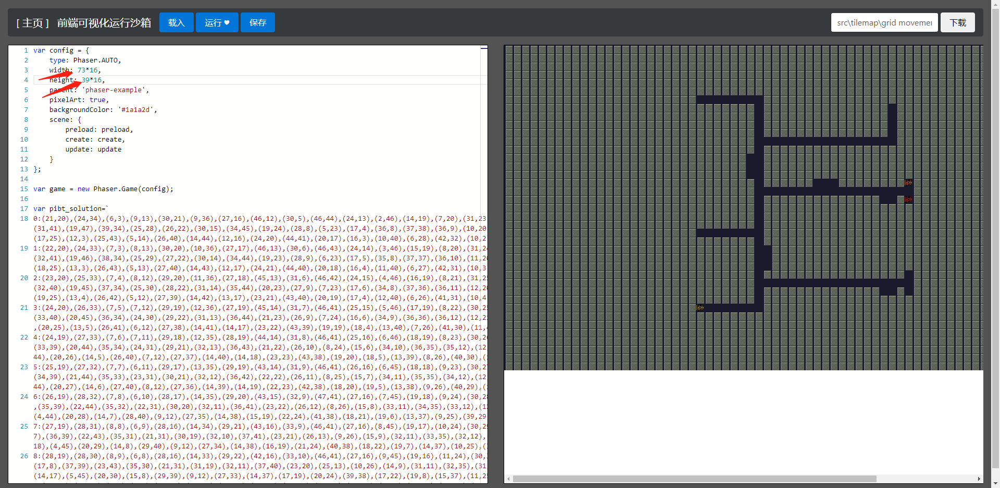 [ 主页 ] 前端可视化运行沙箱 载入 运行♥ 保存 src\tilemap\grid movemen 下载
1 var config = {
2 type: Phaser.AUTO,
3 width: 73*16,
4 height: 39*16,
5 parent: 'phaser-example',
6 pixelArt: true,
7 backgroundColor: '#1a1a2d',
8 scene: {
9 preload: preload,
10 create: create,
11 update: update
12 }
13 };
14
15 var game = new Phaser.Game(config);
16
17 var pibt_solution=`
18 0:(21,20),(24,34),(6,3),(9,13),(30,21),(9,36),(27,16),(46,12),(30,5),(46,44),(24,13),(2,46),(14,19),(7,20),(31,23
(31,41),(19,47),(39,34),(25,28),(26,22),(30,15),(34,45),(19,24),(28,8),(5,23),(17,4),(36,8),(37,38),(36,9),(10,20
(17,25),(12,3),(25,43),(5,14),(26,40),(14,44),(12,16),(24,20),(44,41),(20,17),(16,3),(10,40),(6,28),(42,32),(10,2
19 1:(22,20),(24,33),(7,3),(8,13),(30,20),(10,36),(27,17),(46,13),(30,6),(46,43),(24,14),(3,46),(15,19),(8,20),(31,24
(32,41),(19,46),(38,34),(25,29),(27,22),(30,14),(34,44),(19,23),(28,9),(6,23),(17,5),(35,8),(37,37),(36,10),(11,20
(18,25),(13,3),(26,43),(5,13),(27,40),(14,43),(12,17),(24,21),(44,40),(20,18),(16,4),(11,40),(6,27),(42,31),(10,3
20 2:(23,20),(25,33),(7,4),(8,12),(29,20),(11,36),(27,18),(45,13),(31,6),(46,42),(24,15),(4,46),(16,19),(8,21),(31,25
(32,40),(19,45),(37,34),(25,30),(28,22),(31,14),(35,44),(20,23),(27,9),(7,23),(17,6),(34,8),(37,36),(36,11),(12,20
(19,25),(13,4),(26,42),(5,12),(27,39),(14,42),(13,17),(23,21),(43,40),(20,19),(17,4),(12,40),(6,26),(41,31),(10,4
21 3:(24,20),(26,33),(7,5),(7,12),(29,19),(12,36),(27,19),(45,14),(31,7),(46,41),(25,15),(5,46),(17,19),(8,22),(30,25
(33,40),(20,45),(36,34),(24,30),(29,22),(31,13),(36,44),(21,23),(26,9),(7,24),(16,6),(34,9),(36,36),(36,12),(12,21
,(20,25),(13,5),(26,41),(6,12),(27,38),(14,41),(14,17),(23,22),(43,39),(19,19),(18,4),(13,40),(7,26),(41,30),(11,4
22 4:(24,19),(27,33),(7,6),(7,11),(29,18),(12,35),(28,19),(44,14),(31,8),(46,41),(25,16),(6,46),(18,19),(8,23),(30,26
(33,39),(20,44),(35,34),(24,31),(29,21),(32,13),(36,43),(21,22),(26,10),(8,24),(15,6),(34,10),(36,35),(35,12),(12
44),(20,26),(14,5),(26,40),(7,12),(27,37),(14,40),(14,18),(23,23),(43,38),(19,20),(18,5),(13,39),(8,26),(40,30),(
23 5:(25,19),(27,32),(7,7),(6,11),(29,17),(13,35),(29,19),(43,14),(31,9),(46,41),(26,16),(6,45),(18,18),(9,23),(30,27
(34,39),(21,44),(35,33),(23,31),(30,21),(32,12),(36,42),(22,22),(26,11),(8,25),(15,7),(34,11),(35,35),(34,12),(12
44),(20,27),(14,6),(27,40),(8,12),(27,36),(14,39),(14,19),(22,23),(42,38),(18,20),(19,5),(13,38),(9,26),(40,29),(
24 6:(26,19),(28,32),(7,8),(6,10),(28,17),(14,35),(29,20),(43,15),(32,9),(47,41),(27,16),(7,45),(19,18),(9,24),(30,28
,(35,39),(22,44),(35,32),(22,31),(30,20),(32,11),(36,41),(23,22),(26,12),(8,26),(15,8),(33,11),(34,35),(33,12),(12
(4,44),(20,28),(14,7),(28,40),(9,12),(27,35),(14,38),(15,19),(22,24),(41,38),(18,21),(19,6),(13,37),(9,25),(39,29
25 7:(27,19),(28,31),(8,8),(6,9),(28,16),(14,34),(29,21),(43,16),(33,9),(46,41),(27,16),(8,45),(19,17),(10,24),(30,29
7),(36,39),(22,43),(35,31),(21,31),(30,19),(32,10),(37,41),(23,21),(26,13),(9,26),(15,9),(32,11),(33,35),(32,12),
18),(4,45),(20,29),(14,8),(29,40),(9,12),(27,34),(14,38),(16,19),(21,24),(40,38),(18,22),(19,7),(14,37),(10,25),(
26 8:(28,19),(28,30),(8,9),(6,8),(28,16),(14,33),(29,22),(42,16),(33,10),(46,41),(27,16),(9,45),(19,16),(11,24),(30,
(17,8),(37,39),(23,43),(35,30),(21,31),(31,19),(32,11),(37,40),(23,20),(25,13),(10,26),(14,9),(31,11),(32,35),(31
(14,17),(5,45),(20,30),(15,8),(29,39),(9,12),(27,33),(14,37),(17,19),(20,24),(39,38),(17,22),(19,8),(15,37),(11,25